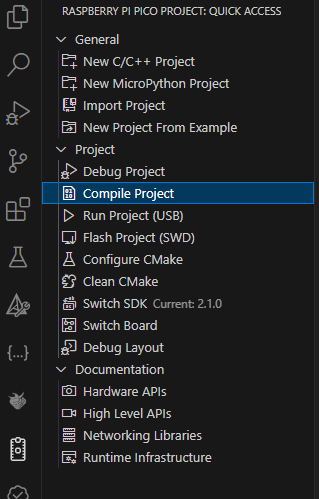 RASPBERRY PI PICO PROJECT: QUICK ACCESS
General
New C/C++ Project
New MicroPython Project
Import Project
New Project From Example
Project
Debug Project
Compile Project
Run Project (USB)
Flash Project (SWD)
Configure CMake
Clean CMake
Switch SDK Current: 2.1.0
Switch Board
Debug Layout
Documentation
Hardware APIs
High Level APIs
Networking Libraries
Runtime Infrastructure